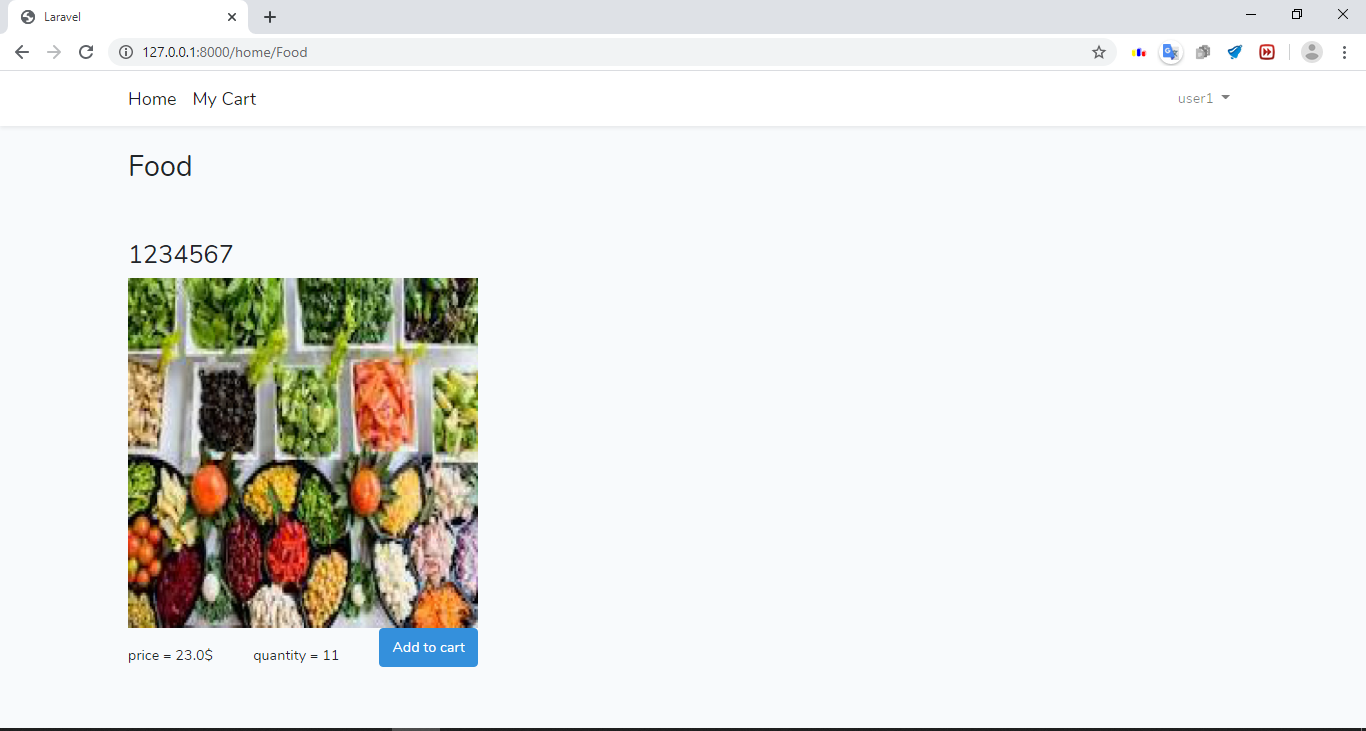 Laravel
127.0.0.1:8000/home/Food
Home My Cart user1
Food
1234567
price = 23.0$ quantity = 11 Add to cart